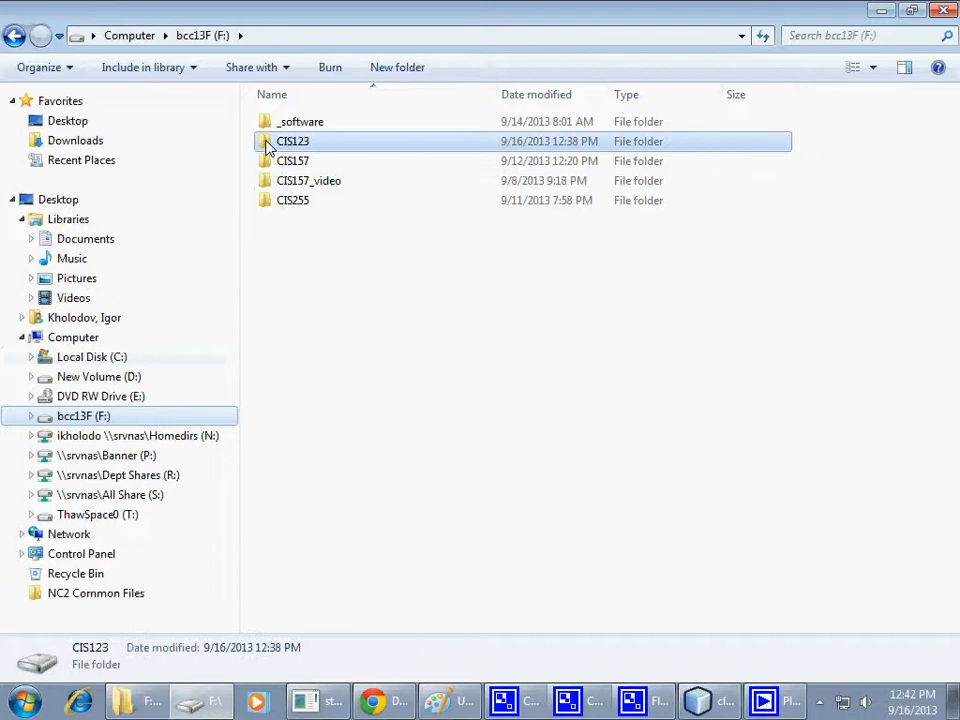 Computer bcc13F (F:) Search bcc13F (F:)
Organize Include in library Share with Burn New folder
Name Date modified Type Size
Favorites
Desktop
Downloads
Recent Places
Desktop
Libraries
Documents
Music
Pictures
Videos
Kholodov, Igor
Computer
Local Disk (C:)
New Volume (D:)
DVD RW Drive (E:)
bcc13F (F:)
ikholodo \\srvnas\Homedirs (N:)
\\srvnas\Banner (P:)
\\srvnas\Dept Shares (R:)
\\srvnas\All Share (S:)
ThawSpace0 (T:)
Network
Control Panel
Recycle Bin
NC2 Common Files
_software 9/14/2013 8:01 AM File folder
CIS123 9/16/2013 12:38 PM File folder
CIS157 9/12/2013 12:20 PM File folder
CIS157_video 9/8/2013 9:18 PM File folder
CIS255 9/11/2013 7:58 PM File folder
CIS123 Date modified: 9/16/2013 12:38 PM
File folder
F:... F:\ st... D... U... C... C... Fl... cl... Pl...
12:42 PM
9/16/2013